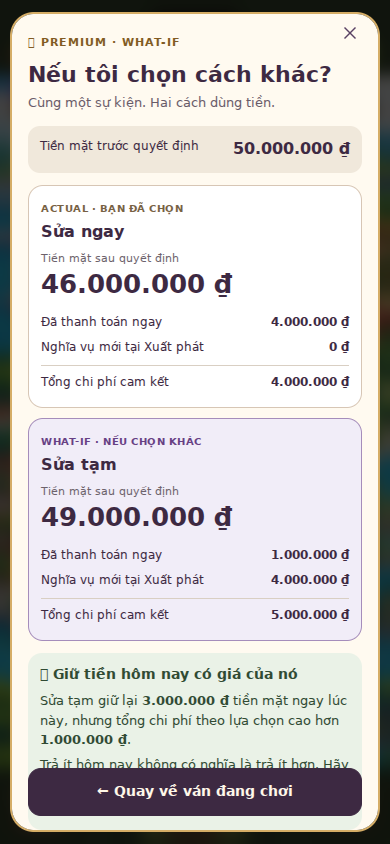 PREMIUM · WHAT-IF
Nếu tôi chọn cách khác?
Cùng một sự kiện. Hai cách dùng tiền.
Tiền mặt trước quyết định 50.000.000 ₫
ACTUAL · BẠN ĐÃ CHỌN
Sửa ngay
Tiền mặt sau quyết định
46.000.000 ₫
Đã thanh toán ngay 4.000.000 ₫
Nghĩa vụ mới tại Xuất phát 0 ₫
Tổng chi phí cam kết 4.000.000 ₫
WHAT-IF · NẾU CHỌN KHÁC
Sửa tạm
Tiền mặt sau quyết định
49.000.000 ₫
Đã thanh toán ngay 1.000.000 ₫
Nghĩa vụ mới tại Xuất phát 4.000.000 ₫
Tổng chi phí cam kết 5.000.000 ₫
Giữ tiền hôm nay có giá của nó
Sửa tạm giữ lại 3.000.000 ₫ tiền mặt ngay lúc
này, nhưng tổng chi phí theo lựa chọn cao hơn
1.000.000 ₫.
Trả ít hôm nay không có nghĩa là trả ít hơn. Hãy
← Quay về ván đang chơi